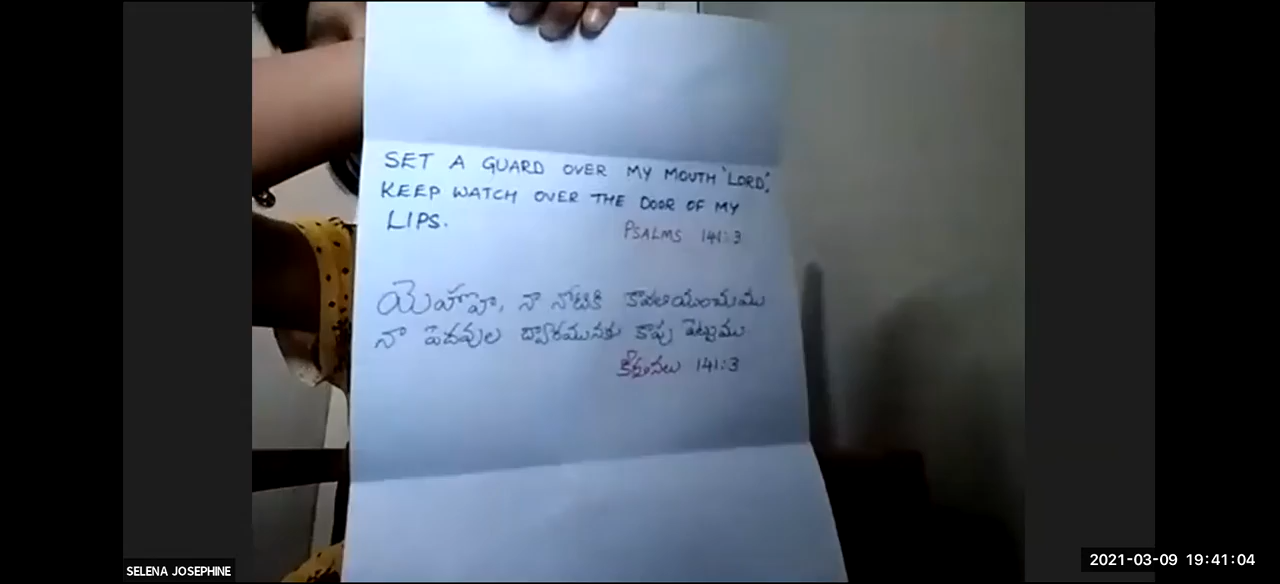 SET A GUARD OVER MY MOUTH 'LORD',
KEEP WATCH OVER THE DOOR OF MY
LIPS.
PSALMS 141:3
యెహోవా, నా నోటికి కావలియుంచుము
నా పెదవుల ద్వారమునకు కాపు పెట్టుము
కీర్తనలు 141:3
SELENA JOSEPHINE
2021-03-09 19:41:04